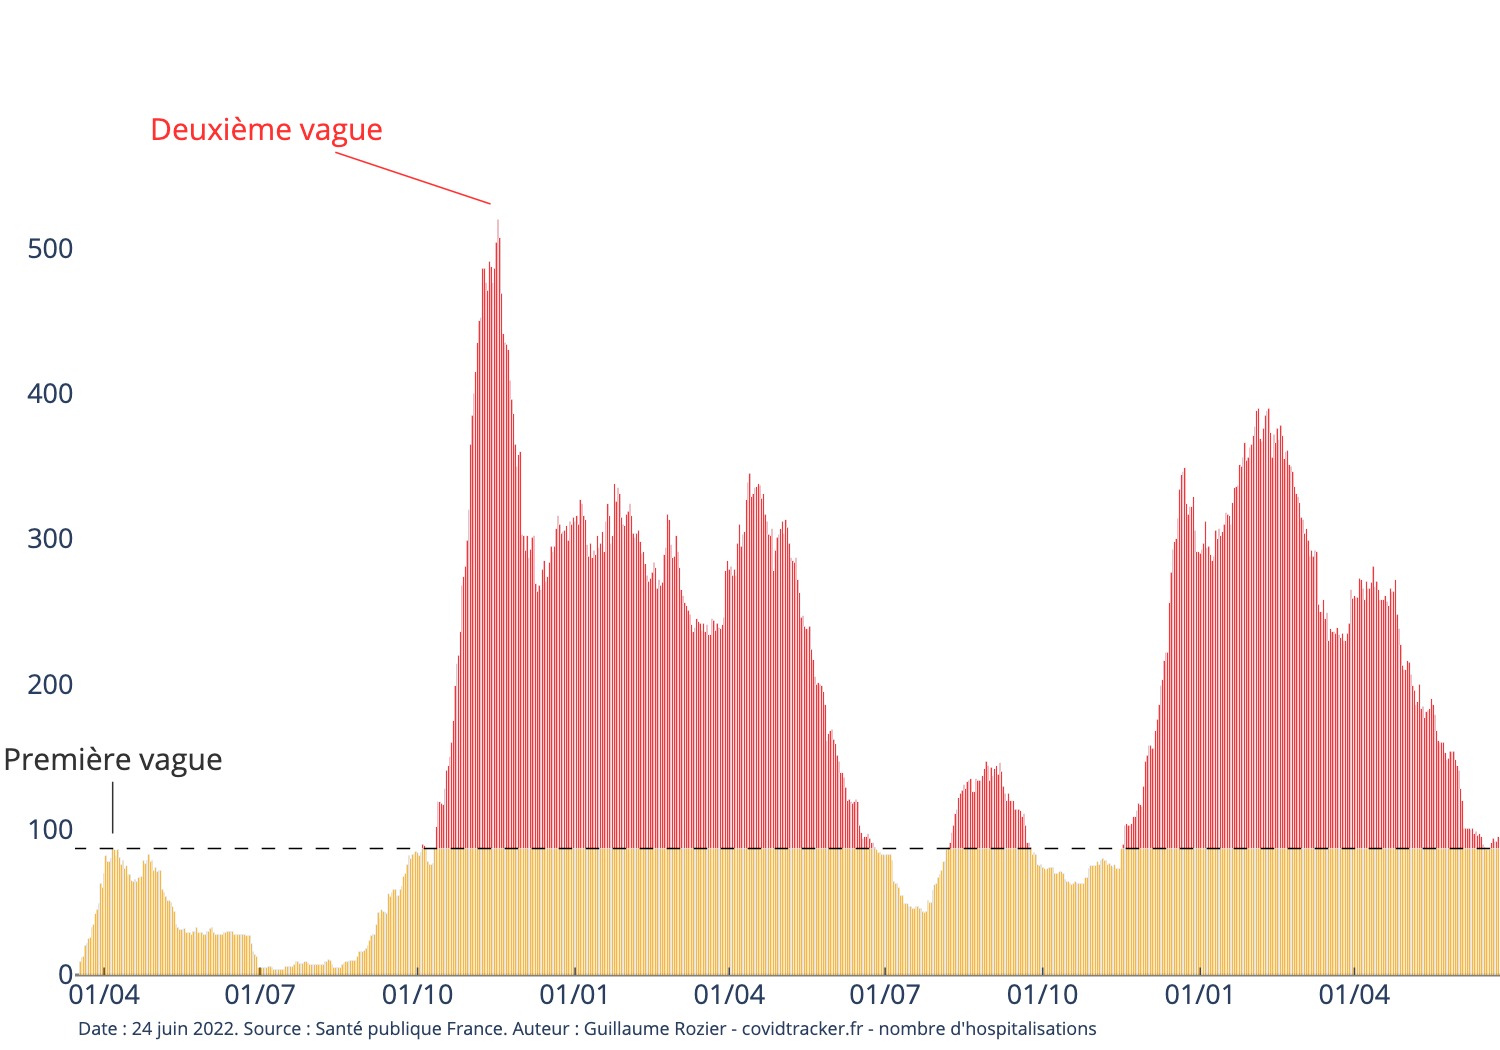 Deuxième vague
500
400
300
200
Première vague
100
0
01/04 01/07 01/10 01/01 01/04 01/07 01/10 01/01 01/04
Date : 24 juin 2022. Source : Santé publique France. Auteur : Guillaume Rozier - covidtracker.fr - nombre d'hospitalisations